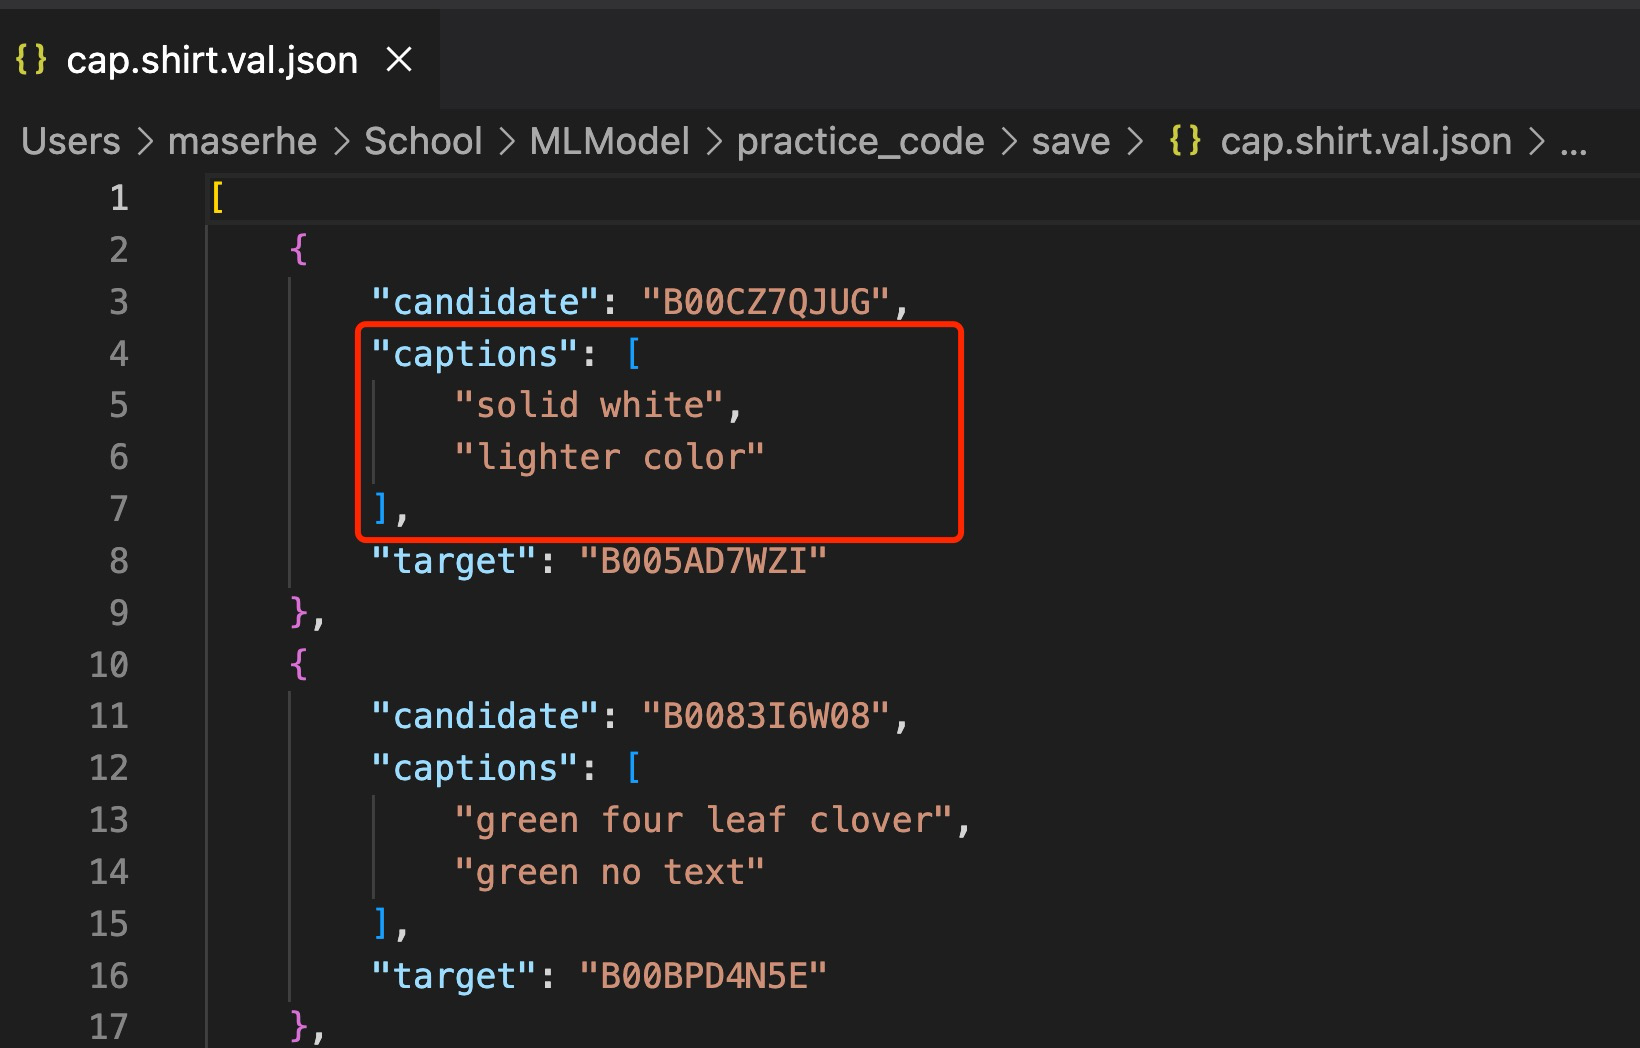 {} cap.shirt.val.json ×
Users > maserhe > School > MLModel > practice_code > save > {} cap.shirt.val.json > ...
1 [
2 {
3 "candidate": "B00CZ7QJUG",
4 "captions": [
5 "solid white",
6 "lighter color"
7 ],
8 "target": "B005AD7WZI"
9 },
10 {
11 "candidate": "B0083I6W08",
12 "captions": [
13 "green four leaf clover",
14 "green no text"
15 ],
16 "target": "B00BPD4N5E"
17 },